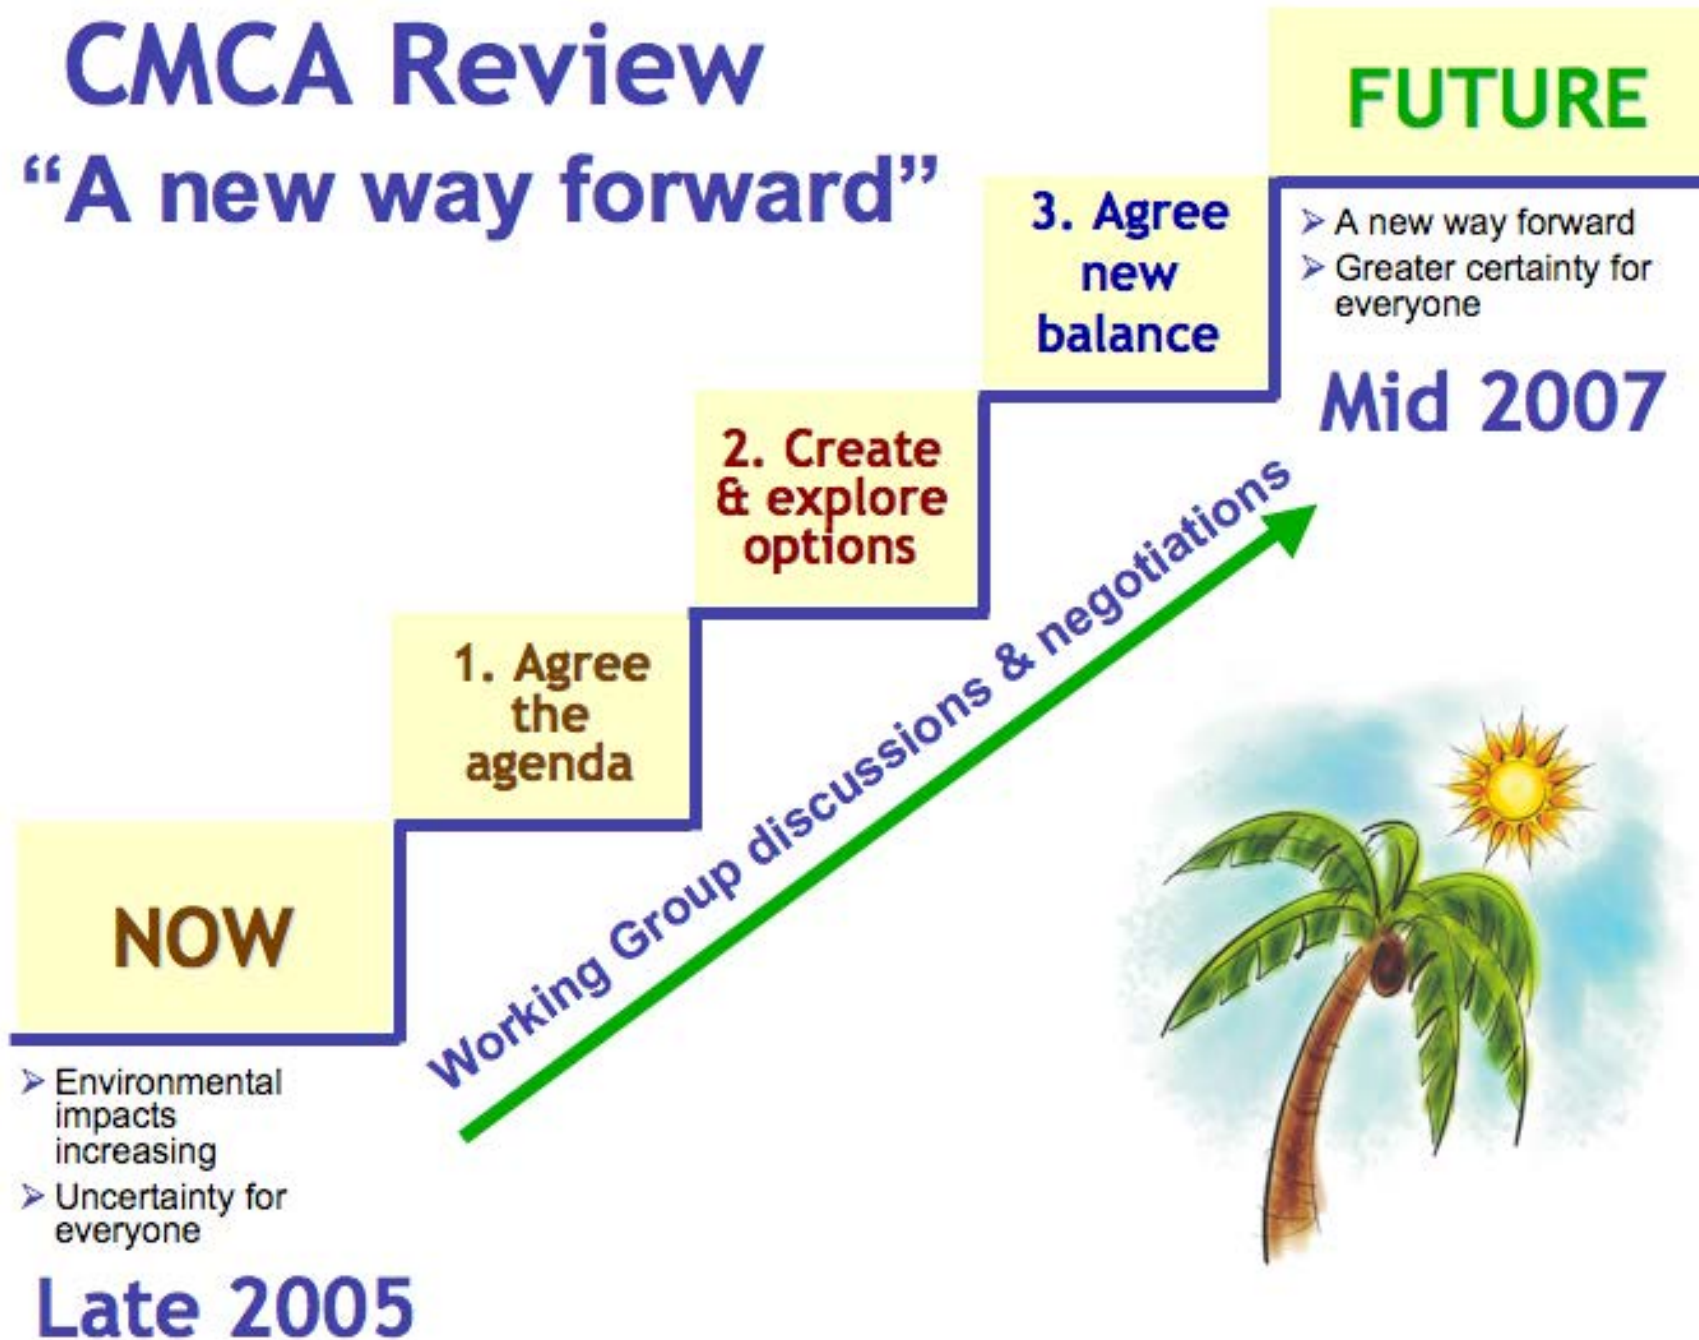 CMCA Review
“A new way forward”
FUTURE
➢ A new way forward
➢ Greater certainty for
everyone
Mid 2007
3. Agree
new
balance
2. Create
& explore
options
1. Agree
the
agenda
NOW
➢ Environmental
impacts
increasing
➢ Uncertainty for
everyone
Late 2005
Working Group discussions & negotiations